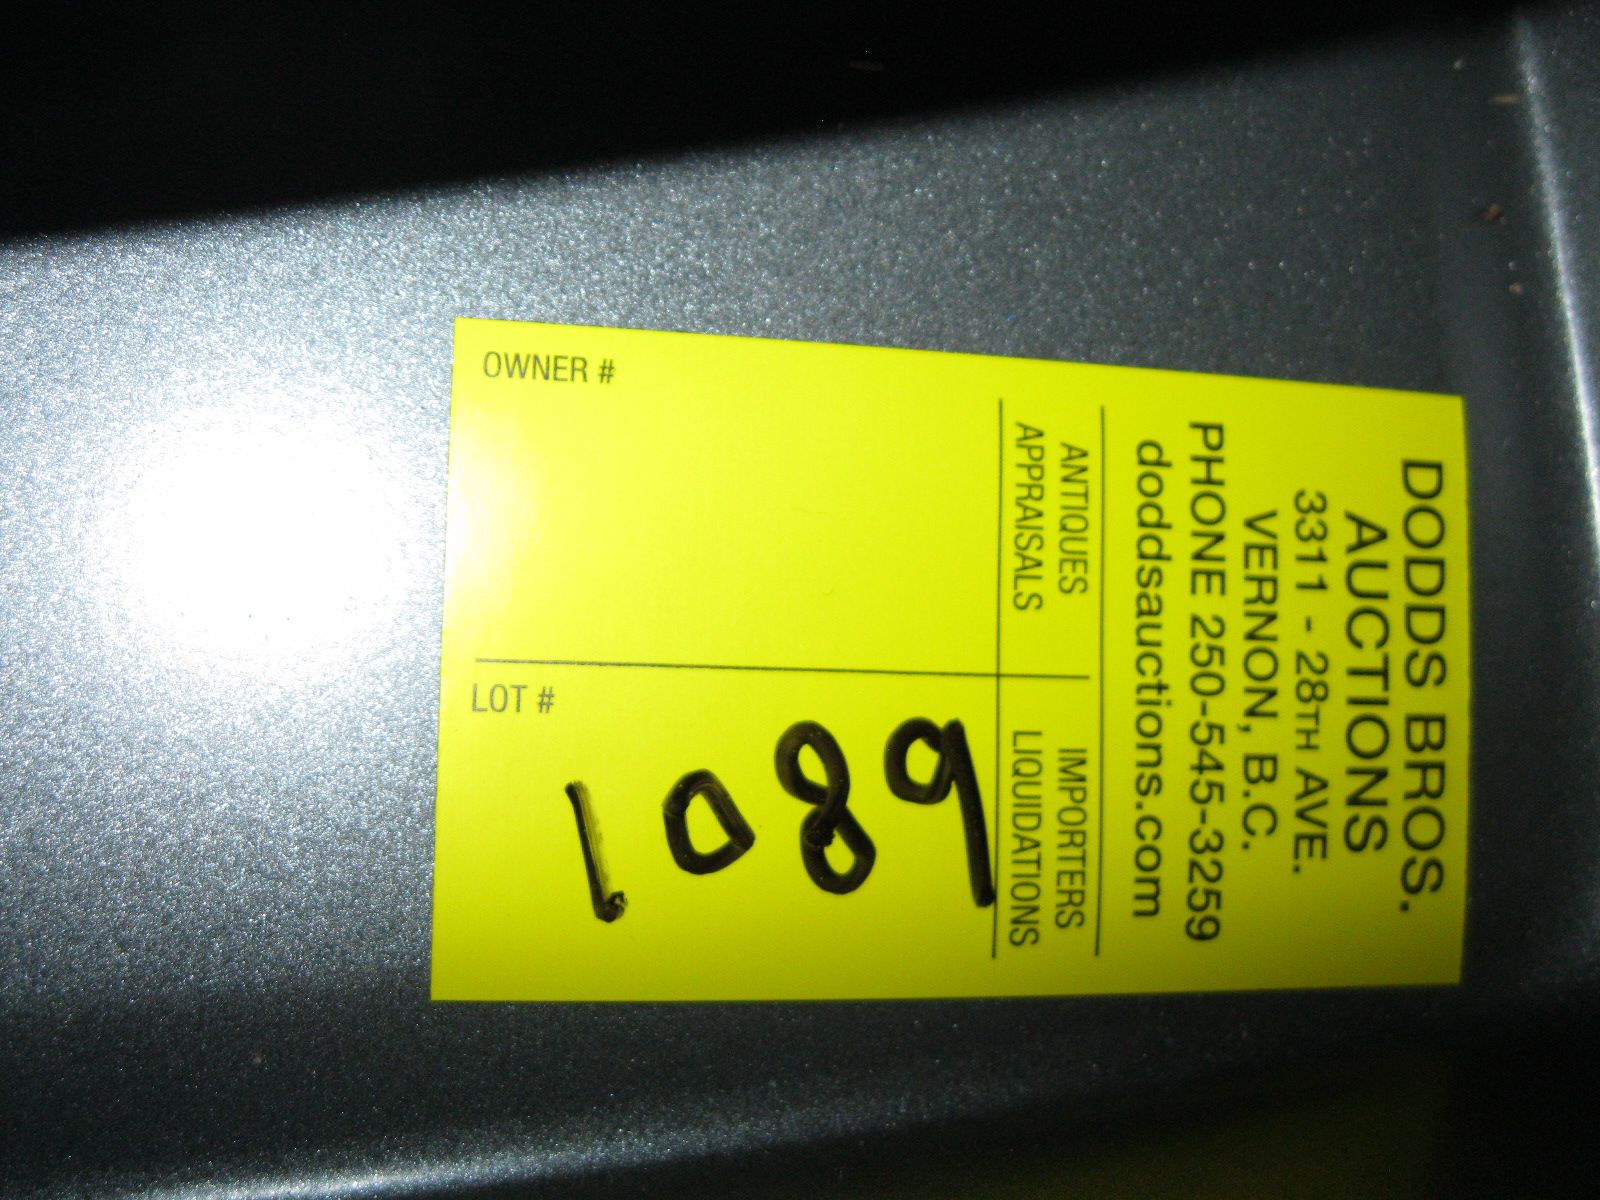 DODDS BROS.
AUCTIONS
3311 - 28TH AVE.
VERNON, B.C.
PHONE 250-545-3259
doddsauctions.com
ANTIQUES
APPRAISALS
IMPORTERS
LIQUIDATIONS
OWNER #
LOT #
1089